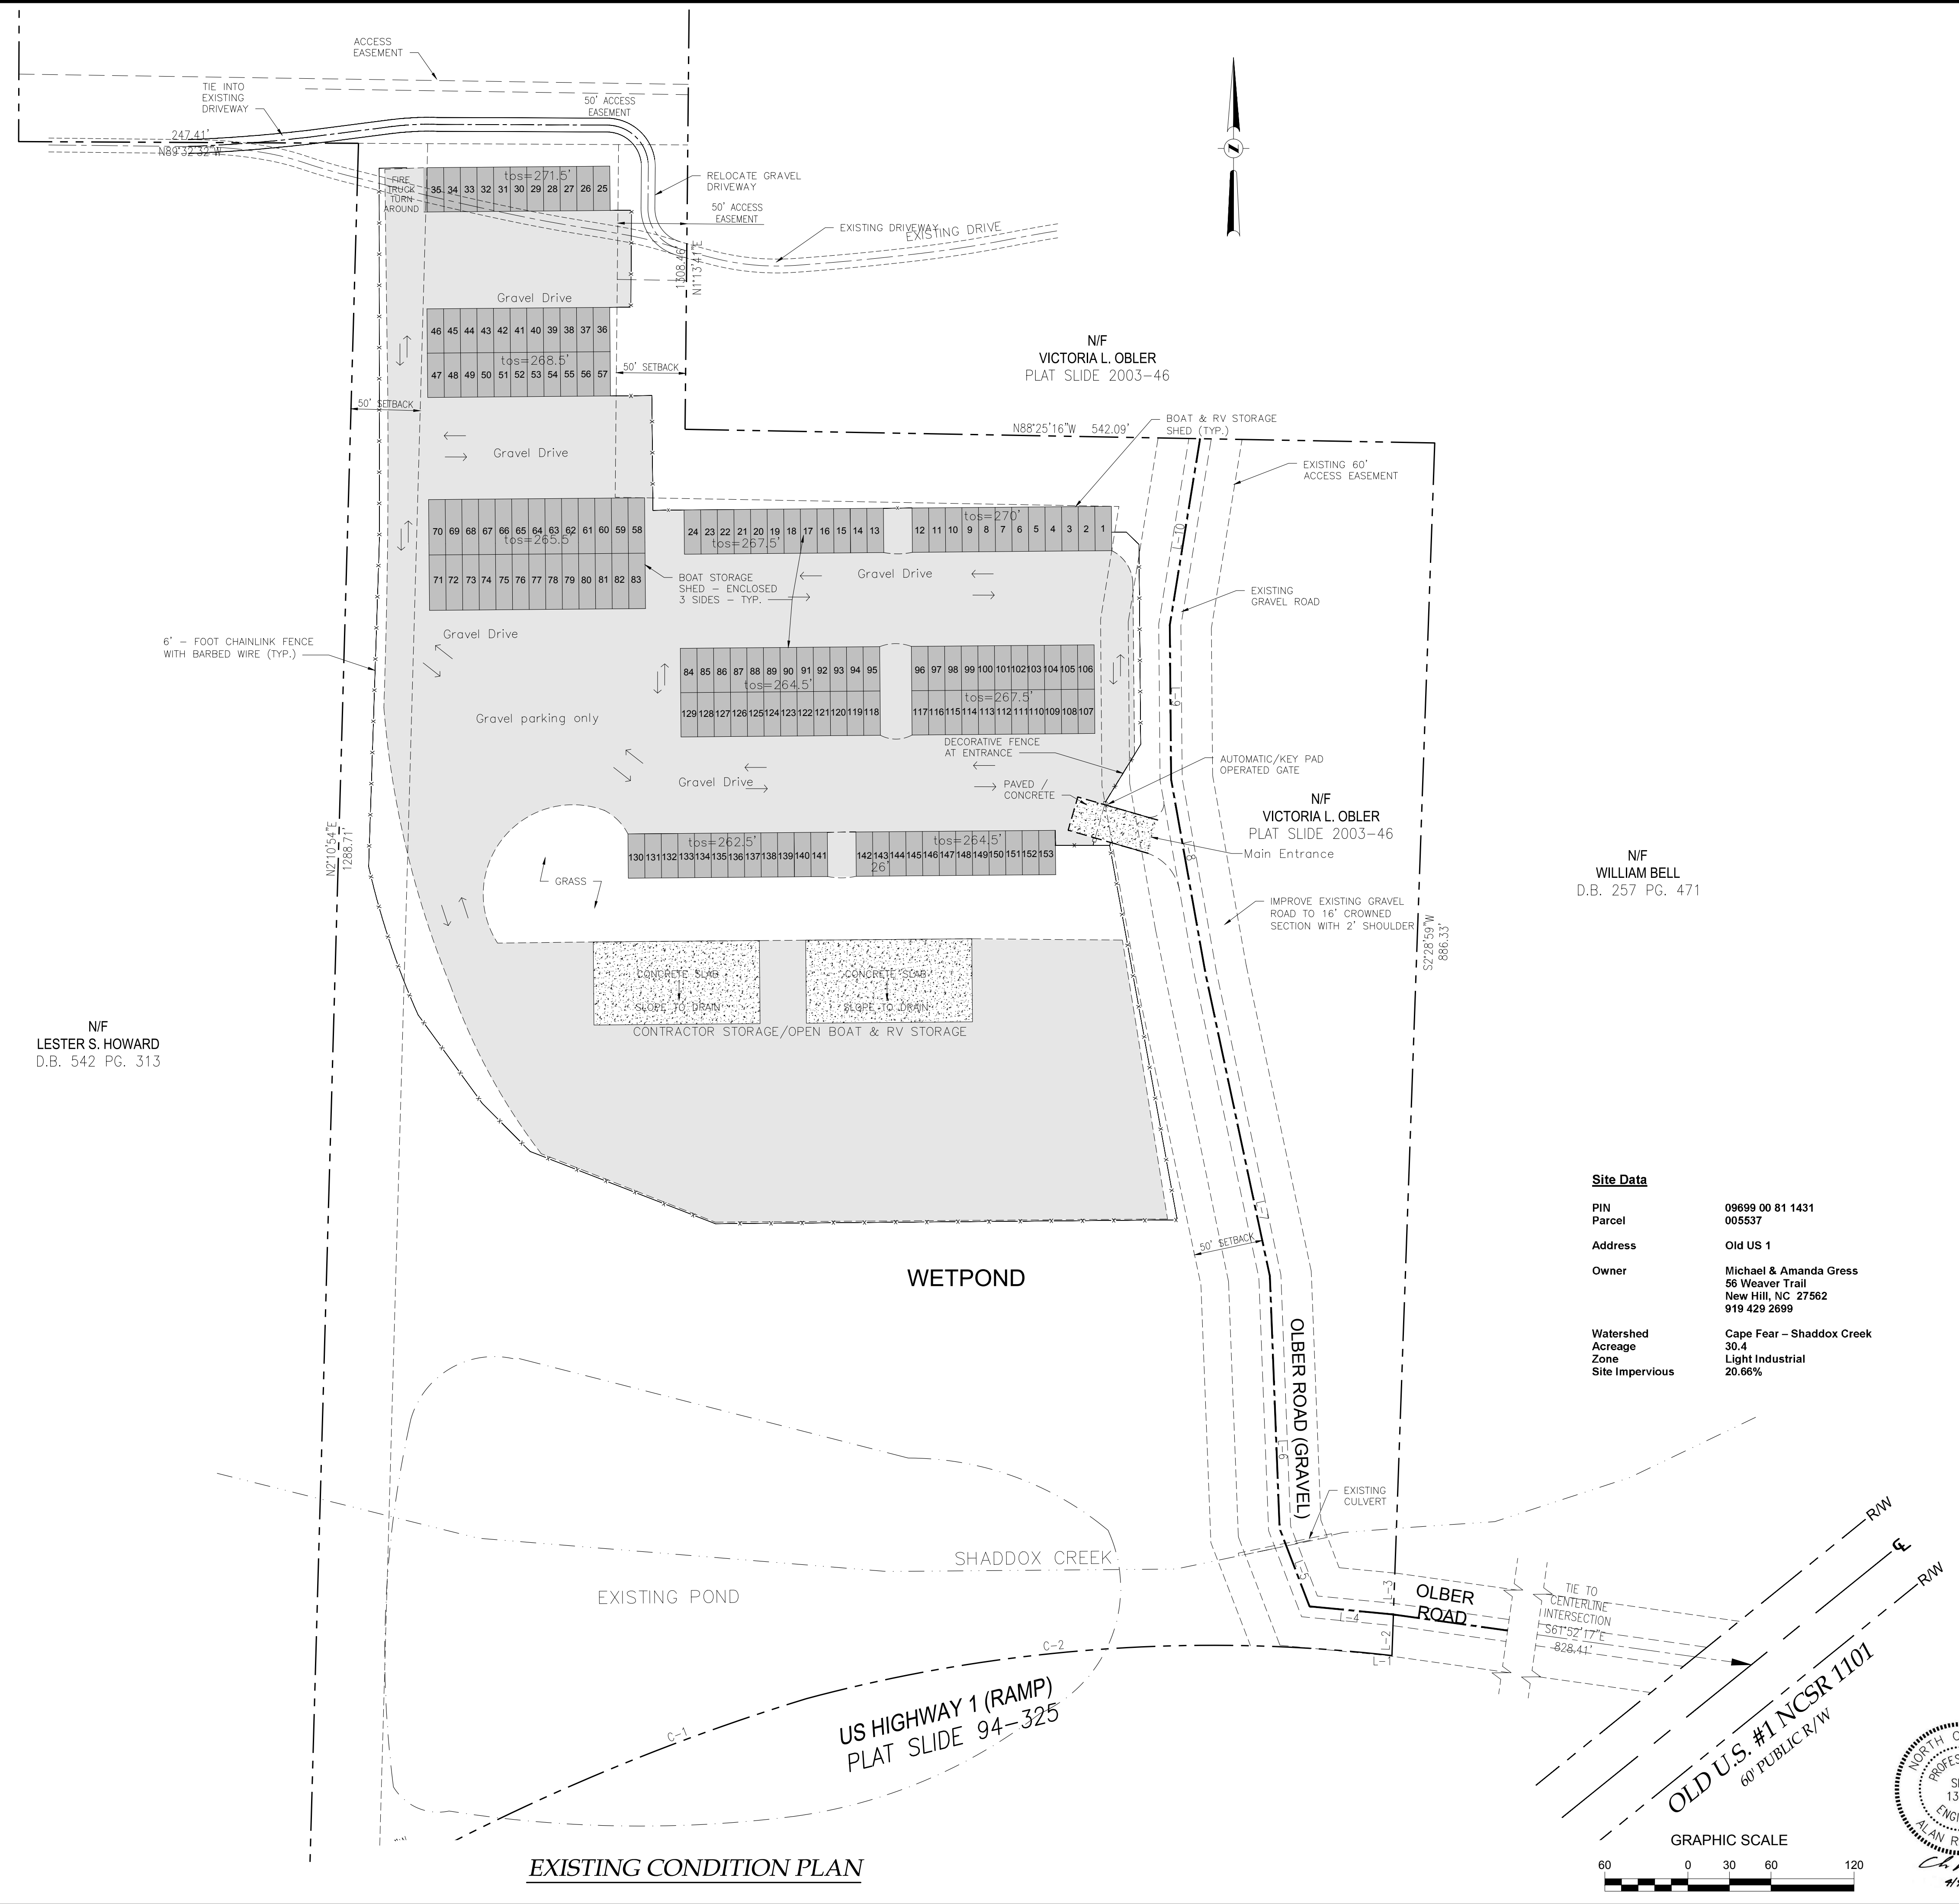 ACCESS
EASEMENT
TIE INTO
EXISTING
DRIVEWAY
247.41'
N89°32'32"W
50' ACCESS
EASEMENT
RELOCATE GRAVEL
DRIVEWAY
50' ACCESS
EASEMENT
EXISTING DRIVEWAY
EXISTING DRIVE
1308.46'
N1°13'41"E
FIRE
TRUCK
TURN
AROUND
tos=271.5'
35 34 33 32 31 30 29 28 27 26 25
Gravel Drive
46 45 44 43 42 41 40 39 38 37 36
tos=268.5'
47 48 49 50 51 52 53 54 55 56 57
50' SETBACK
50' SETBACK
N/F
VICTORIA L. OBLER
PLAT SLIDE 2003-46
BOAT & RV STORAGE
SHED (TYP.)
N88°25'16"W 542.09'
EXISTING 60'
ACCESS EASEMENT
Gravel Drive
70 69 68 67 66 65 64 63 62 61 60 59 58
tos=265.5'
71 72 73 74 75 76 77 78 79 80 81 82 83
24 23 22 21 20 19 18 17 16 15 14 13
tos=267.5'
tos=270'
12 11 10 9 8 7 6 5 4 3 2 1
L-10
BOAT STORAGE
SHED - ENCLOSED
3 SIDES - TYP.
Gravel Drive
EXISTING
GRAVEL ROAD
6' - FOOT CHAINLINK FENCE
WITH BARBED WIRE (TYP.)
Gravel Drive
84 85 86 87 88 89 90 91 92 93 94 95
tos=264.5'
129 128 127 126 125 124 123 122 121 120 119 118
96 97 98 99 100 101 102 103 104 105 106
tos=267.5'
117 116 115 114 113 112 111 110 109 108 107
L-9
Gravel parking only
DECORATIVE FENCE
AT ENTRANCE
AUTOMATIC/KEY PAD
OPERATED GATE
Gravel Drive
PAVED /
CONCRETE
N/F
VICTORIA L. OBLER
PLAT SLIDE 2003-46
Main Entrance
L-8
tos=262.5'
130 131 132 133 134 135 136 137 138 139 140 141
tos=264.5'
142 143 144 145 146 147 148 149 150 151 152 153
26'
GRASS
N2°10'54"E
1288.71'
N/F
WILLIAM BELL
D.B. 257 PG. 471
IMPROVE EXISTING GRAVEL
ROAD TO 16' CROWNED
SECTION WITH 2' SHOULDER
S2°28'59"W
886.33'
CONCRETE SLAB
SLOPE TO DRAIN
CONCRETE SLAB
SLOPE TO DRAIN
CONTRACTOR STORAGE/OPEN BOAT & RV STORAGE
N/F
LESTER S. HOWARD
D.B. 542 PG. 313
L-7
50' SETBACK
WETPOND
Site Data
PIN 09699 00 81 1431
Parcel 005537
Address Old US 1
Owner Michael & Amanda Gress
56 Weaver Trail
New Hill, NC 27562
919 429 2699
Watershed Cape Fear – Shaddox Creek
Acreage 30.4
Zone Light Industrial
Site Impervious 20.66%
OLBER ROAD (GRAVEL)
L-6
EXISTING
CULVERT
SHADDOX CREEK
EXISTING POND
L-5
L-3
L-4
OLBER
ROAD
L-2
L-1
TIE TO
CENTERLINE
INTERSECTION
S61°52'17"E
828.41'
R/W
R/W
OLD U.S. #1 NCSR 1101
60' PUBLIC R/W
C-2
C-1
US HIGHWAY 1 (RAMP)
PLAT SLIDE 94-325
EXISTING CONDITION PLAN
GRAPHIC SCALE
60 0 30 60 120
NORTH
ALAN